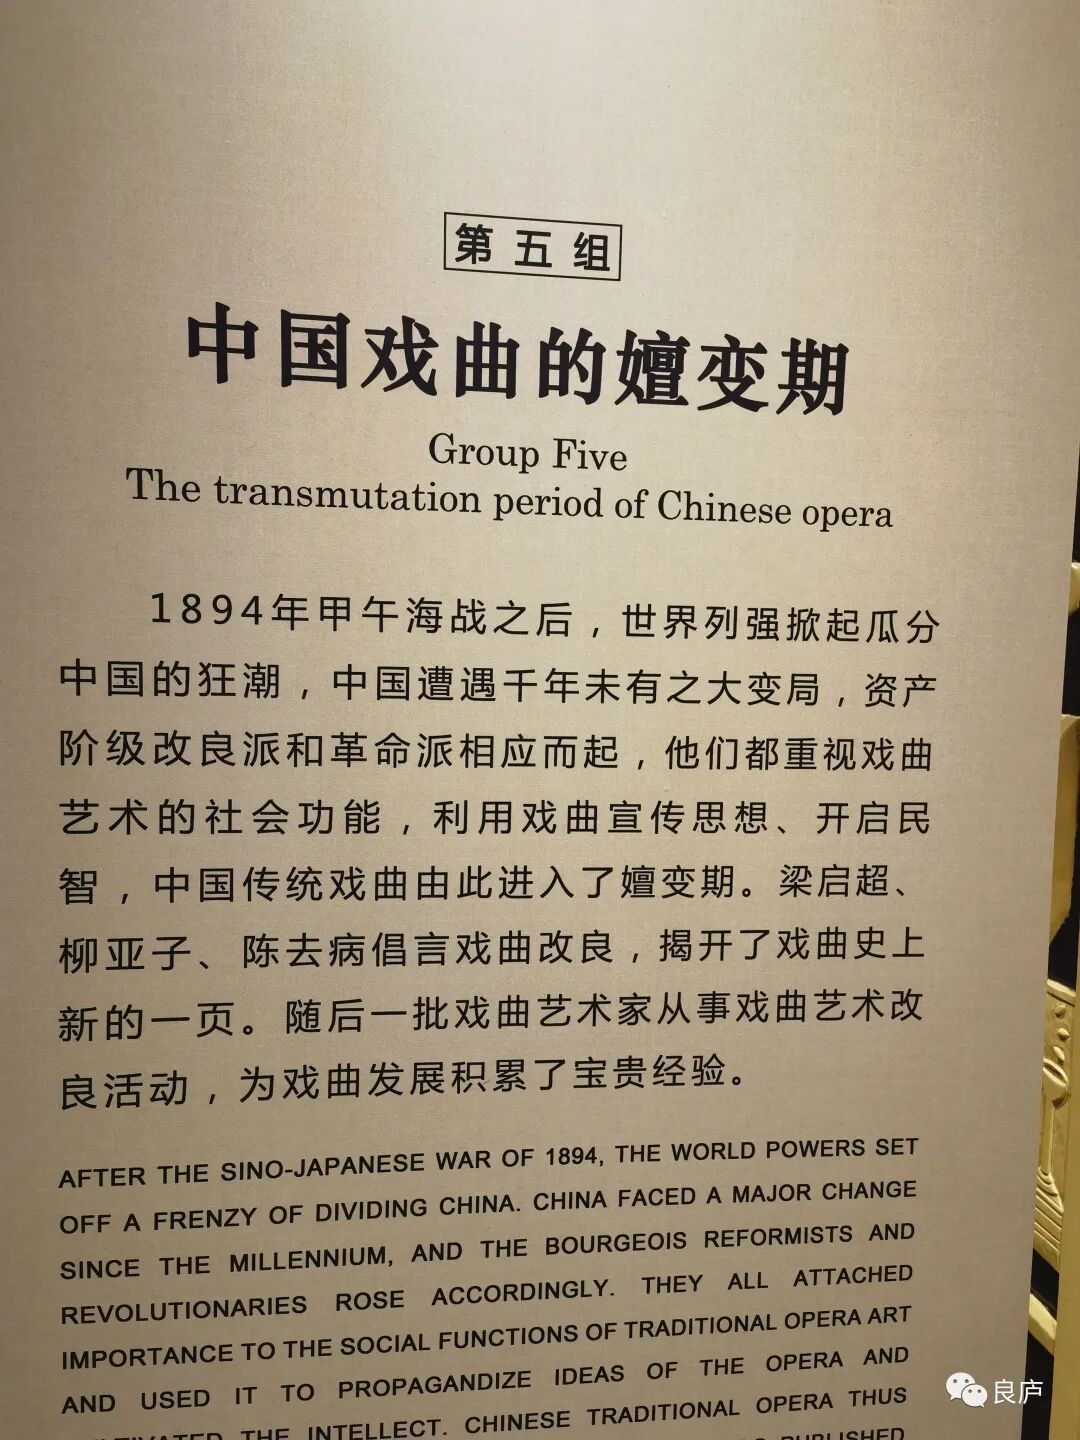 第五组
中国戏曲的嬗变期
Group Five
The transmutation period of Chinese opera
1894年甲午海战之后，世界列强掀起瓜分
中国的狂潮，中国遭遇千年未有之大变局，资产
阶级改良派和革命派相应而起，他们都重视戏曲
艺术的社会功能，利用戏曲宣传思想、开启民
智，中国传统戏曲由此进入了嬗变期。梁启超、
柳亚子、陈去病倡言戏曲改良，揭开了戏曲史上
新的一页。随后一批戏曲艺术家从事戏曲艺术改
良活动，为戏曲发展积累了宝贵经验。
AFTER THE SINO-JAPANESE WAR OF 1894, THE WORLD POWERS SET
OFF A FRENZY OF DIVIDING CHINA. CHINA FACED A MAJOR CHANGE
SINCE THE MILLENNIUM, AND THE BOURGEOIS REFORMISTS AND
REVOLUTIONARIES ROSE ACCORDINGLY. THEY ALL ATTACHED
IMPORTANCE TO THE SOCIAL FUNCTIONS OF TRADITIONAL OPERA ART
AND USED IT TO PROPAGANDIZE IDEAS OF THE OPERA AND
THE INTELLECT. CHINESE TRADITIONAL OPERA THUS
PUBLISHED
良庐